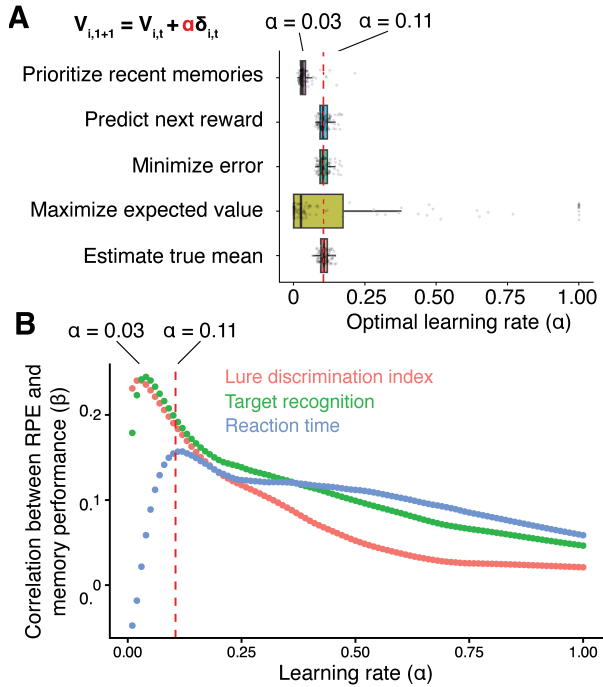 A
V i,1+1 = V i,t + αδ i,t
α = 0.03 α = 0.11
Prioritize recent memories
Predict next reward
Minimize error
Maximize expected value
Estimate true mean
0 0.25 0.50 0.75 1.00
Optimal learning rate (α)
B
α = 0.03 α = 0.11
Lure discrimination index
Target recognition
Reaction time
Correlation between RPE and
memory performance (β)
0.2
0.1
0.
0
0.00 0.25 0.50 0.75 1.00
Learning rate (α)